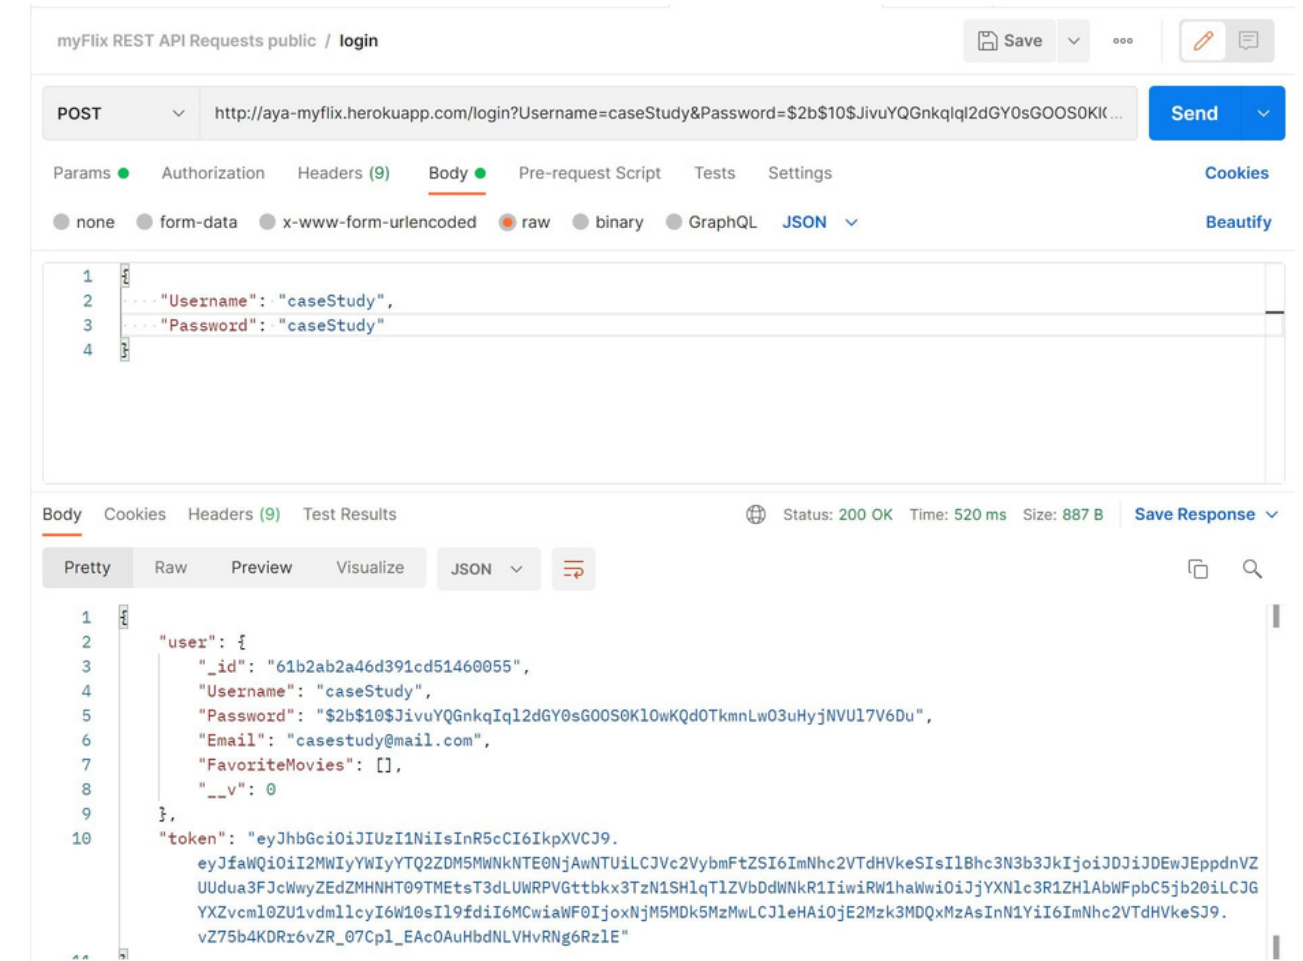 myFlix REST API Requests public / login
Save
POST
http://aya-myflix.herokuapp.com/login?Username=caseStudy&Password=$2b$10$JivuYQGnkqIql2dGY0sGOOS0Kl...
Send
Params Authorization Headers (9) Body Pre-request Script Tests Settings Cookies
none form-data x-www-form-urlencoded raw binary GraphQL JSON Beautify
1 {
2 "Username": "caseStudy",
3 "Password": "caseStudy"
4 }
Body Cookies Headers (9) Test Results Status: 200 OK Time: 520 ms Size: 887 B Save Response
Pretty Raw Preview Visualize JSON
1 {
2 "user": {
3 "_id": "61b2ab2a46d391cd51460055",
4 "Username": "caseStudy",
5 "Password": "$2b$10$JivuYQGnkqIql2dGY0sGOOS0KlOwKQdOTkmnLwO3uHyjNVUl7V6Du",
6 "Email": "casestudy@mail.com",
7 "FavoriteMovies": [],
8 "__v": 0
9 },
10 "token": "eyJhbGciOiJIUzI1NiIsInR5cCI6IkpXVCJ9.
eyJfaWQiOiI2MWIyYWIyYTQ2ZDM5MWNkNTE0NjAwNTUiLCJVc2VybmFtZSI6ImNhc2VTdHVkeSIsIlBhc3N3b3JkIjoiJDJiJDEwJEppdnVZ
UUdua3FJcWwyZEdZMHNHT09TMEtsT3dLUWRPVGttbkx3TzN1SHlqTlZVbDdWNkR1IiwiRW1haWwiOiJjYXNlc3R1ZHlAbWFpbC5jb20iLCJG
YXZvcml0ZU1vdmllcyI6W10sIl9fdiI6MCwiaWF0IjoxNjM5MDk5MzMwLCJleHAiOjE2Mzk3MDQxMzAsInN1YiI6ImNhc2VTdHVkeSJ9.
vZ75b4KDRr6vZR_07Cpl_EAcOAuHbdNLVHvRNg6RzlE"